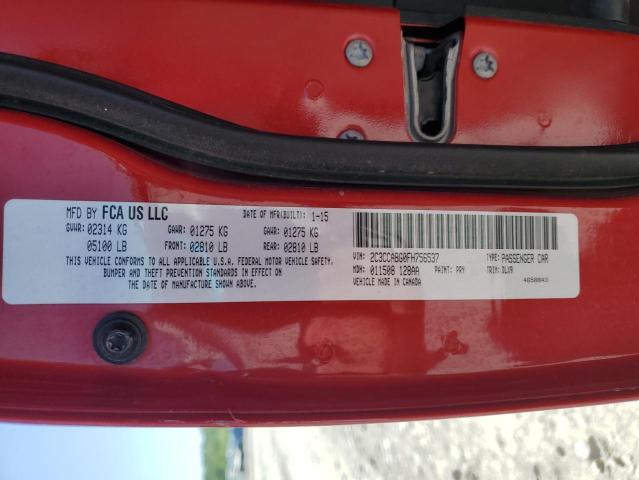 MFD BY FCA US LLC DATE OF MFR(BUILT): 1-15
GVWR: 02314 KG GAWR: 01275 KG GAWR: 01275 KG
05100 LB FRONT: 02810 LB REAR: 02810 LB
THIS VEHICLE CONFORMS TO ALL APPLICABLE U.S.A. FEDERAL MOTOR VEHICLE SAFETY,
BUMPER AND THEFT PREVENTION STANDARDS IN EFFECT ON
THE DATE OF MANUFACTURE SHOWN ABOVE.
VIN: 2C3CCABG0FH756537 TYPE: PASSENGER CAR
MDH: 011508 128AA PAINT: PRY TRIM: DLX9
VEHICLE MADE IN CANADA 4650843